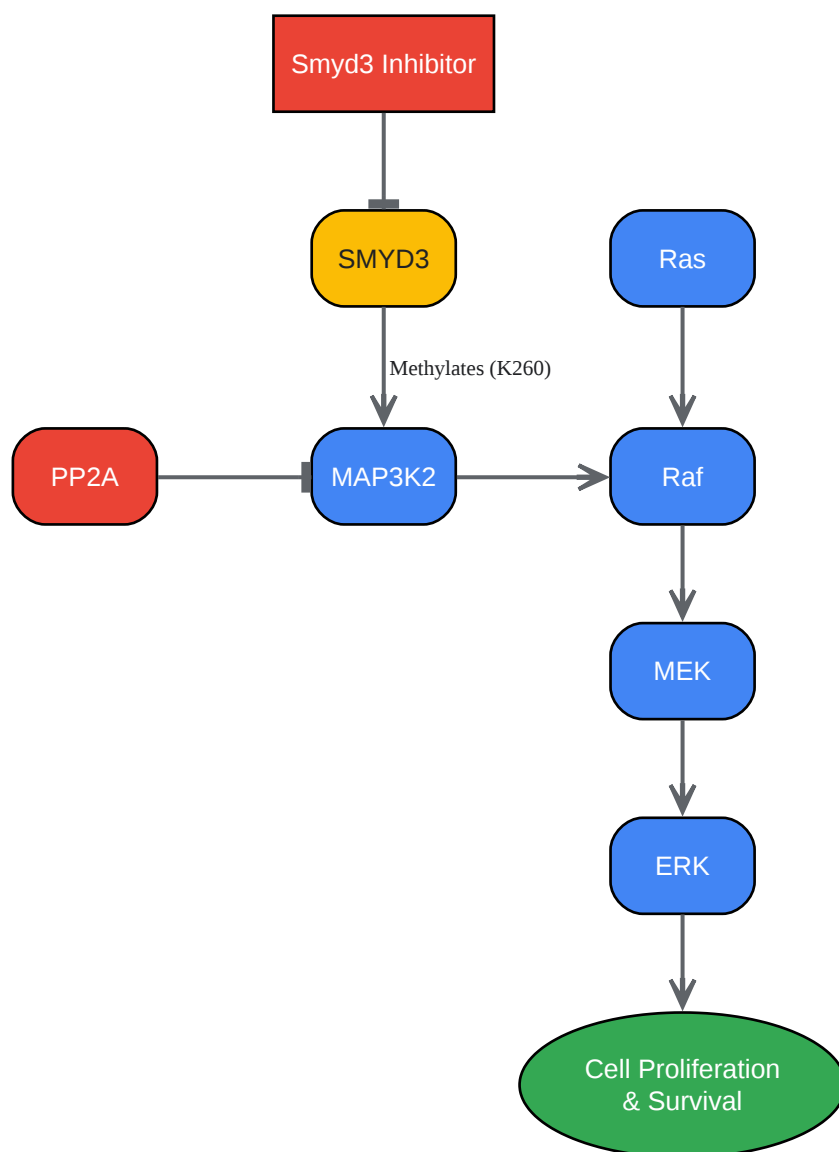 Smyd3 Inhibitor
SMYD3
Ras
Methylates (K260)
PP2A
MAP3K2
Raf
MEK
ERK
Cell Proliferation
& Survival